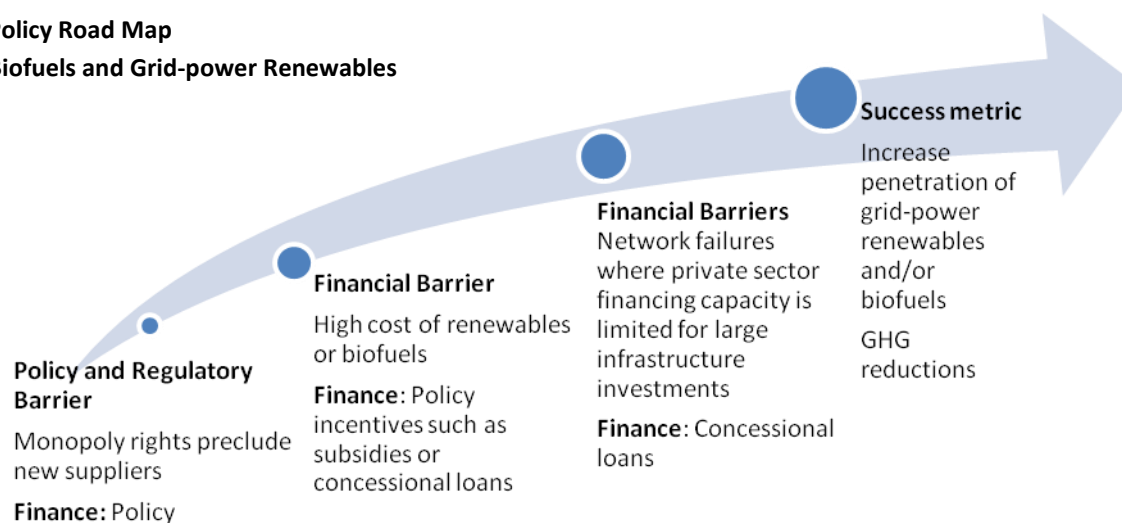 olicy Road Map
iofuels and Grid-power Renewables
Policy and Regulatory
Barrier
Monopoly rights preclude
new suppliers
Finance: Policy
Financial Barrier
High cost of renewables
or biofuels
Finance: Policy
incentives such as
subsidies or
concessional loans
Financial Barriers
Network failures
where private sector
financing capacity is
limited for large
infrastructure
investments
Finance: Concessional
loans
Success metric
Increase
penetration of
grid-power
renewables
and/or
biofuels
GHG
reductions